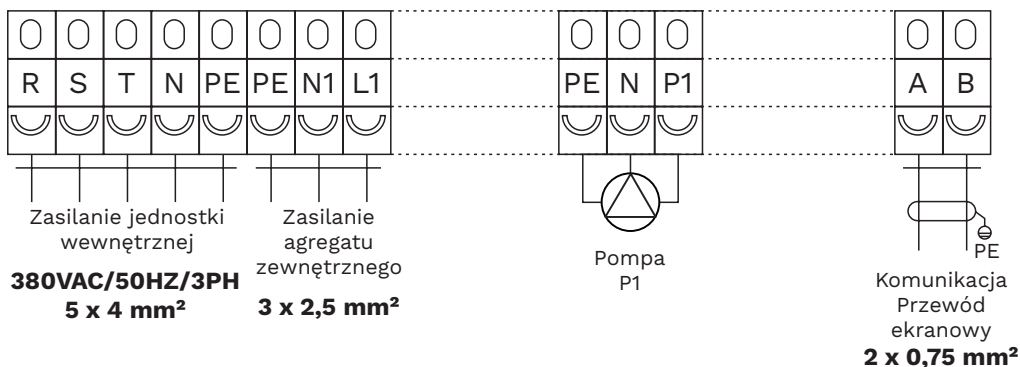 R S T N PE PE N1 L1 PE N P1 A B
Zasilanie jednostki
wewnętrznej
380VAC/50HZ/3PH
5 x 4 mm²
Zasilanie
agregatu
zewnętrznego
3 x 2,5 mm²
Pompa
P1
PE
Komunikacja
Przewód
ekranowy
2 x 0,75 mm²